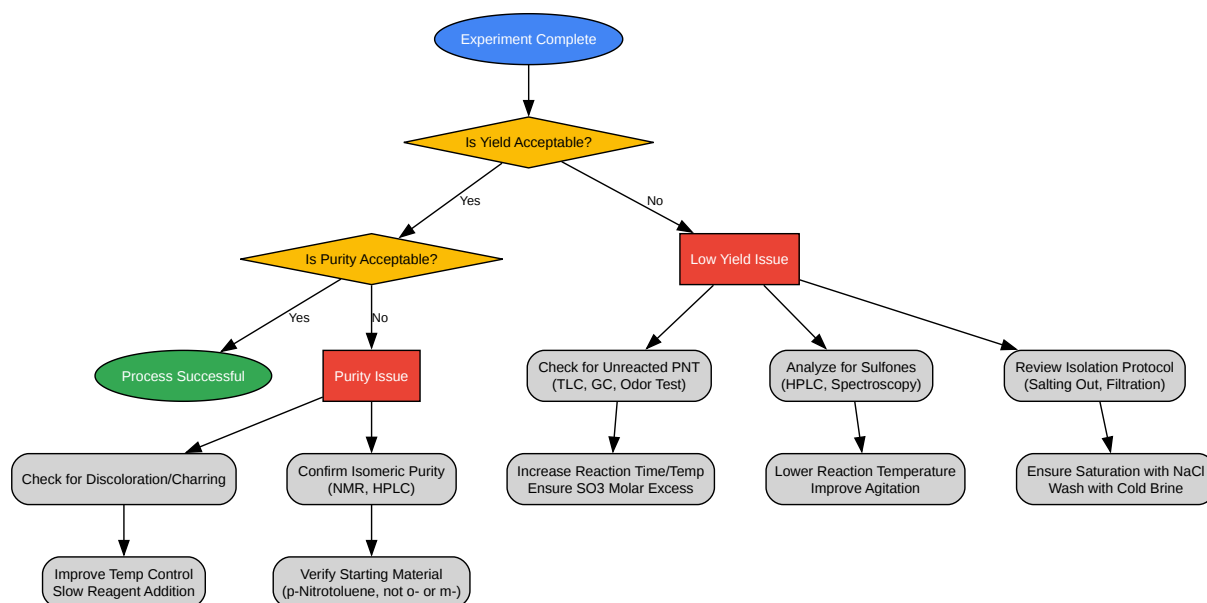 Experiment Complete
Is Yield Acceptable?
Yes
No
Is Purity Acceptable?
Low Yield Issue
Yes
No
Process Successful
Purity Issue
Check for Unreacted PNT
(TLC, GC, Odor Test)
Analyze for Sulfones
(HPLC, Spectroscopy)
Review Isolation Protocol
(Salting Out, Filtration)
Check for Discoloration/Charring
Confirm Isomeric Purity
(NMR, HPLC)
Increase Reaction Time/Temp
Ensure SO3 Molar Excess
Lower Reaction Temperature
Improve Agitation
Ensure Saturation with NaCl
Wash with Cold Brine
Improve Temp Control
Slow Reagent Addition
Verify Starting Material
(p-Nitrotoluene, not o- or m-)